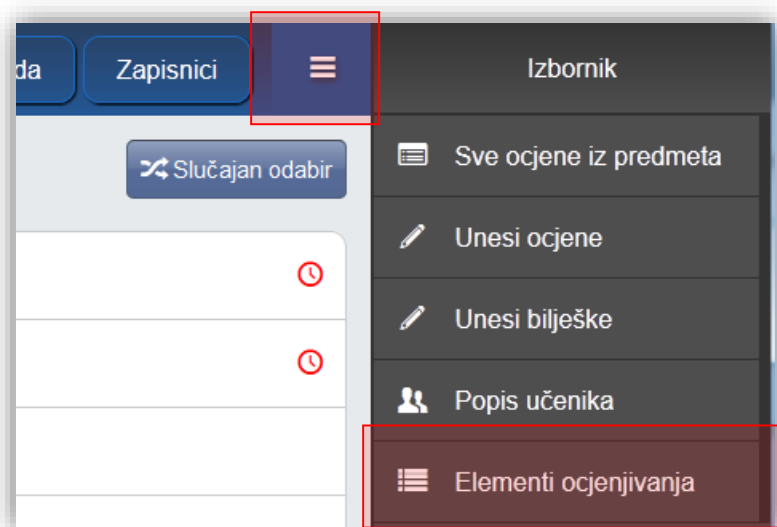 da
Zapisnici
Izbornik
Slučajan odabir
Sve ocjene iz predmeta
Unesi ocjene
Unesi bilješke
Popis učenika
Elementi ocjenjivanja